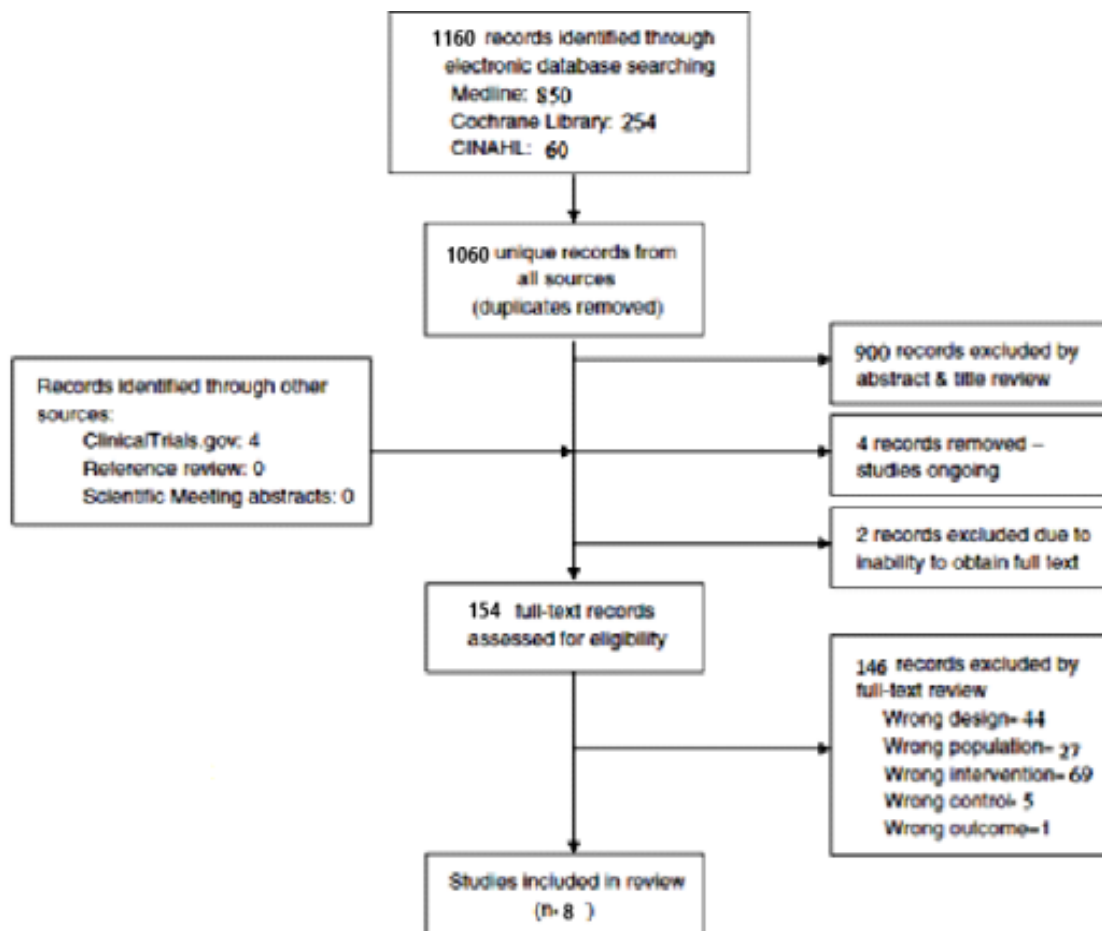 1160 records identified through
electronic database searching
Medline: 850
Cochrane Library: 254
CINAHL: 60
1060 unique records from
all sources
(duplicates removed)
900 records excluded by
abstract & title review
Records identified through other
sources:
ClinicalTrials.gov: 4
Reference review: 0
Scientific Meeting abstracts: 0
4 records removed –
studies ongoing
2 records excluded due to
inability to obtain full text
154 full-text records
assessed for eligibility
146 records excluded by
full-text review
Wrong design= 44
Wrong population= 27
Wrong intervention= 69
Wrong control= 5
Wrong outcome=1
Studies included in review
(n= 8 )